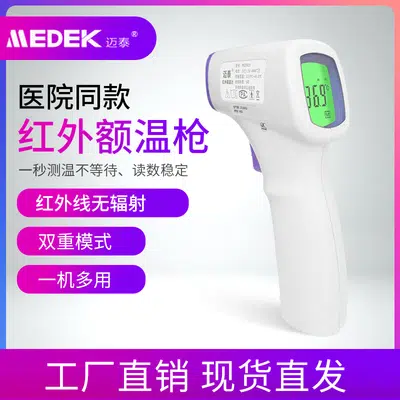 MEDEK 迈泰®
医院同款
红外额温枪
一秒测温不等待、读数稳定
红外线无辐射
双重模式
一机多用
36.9
工厂直销 现货直发